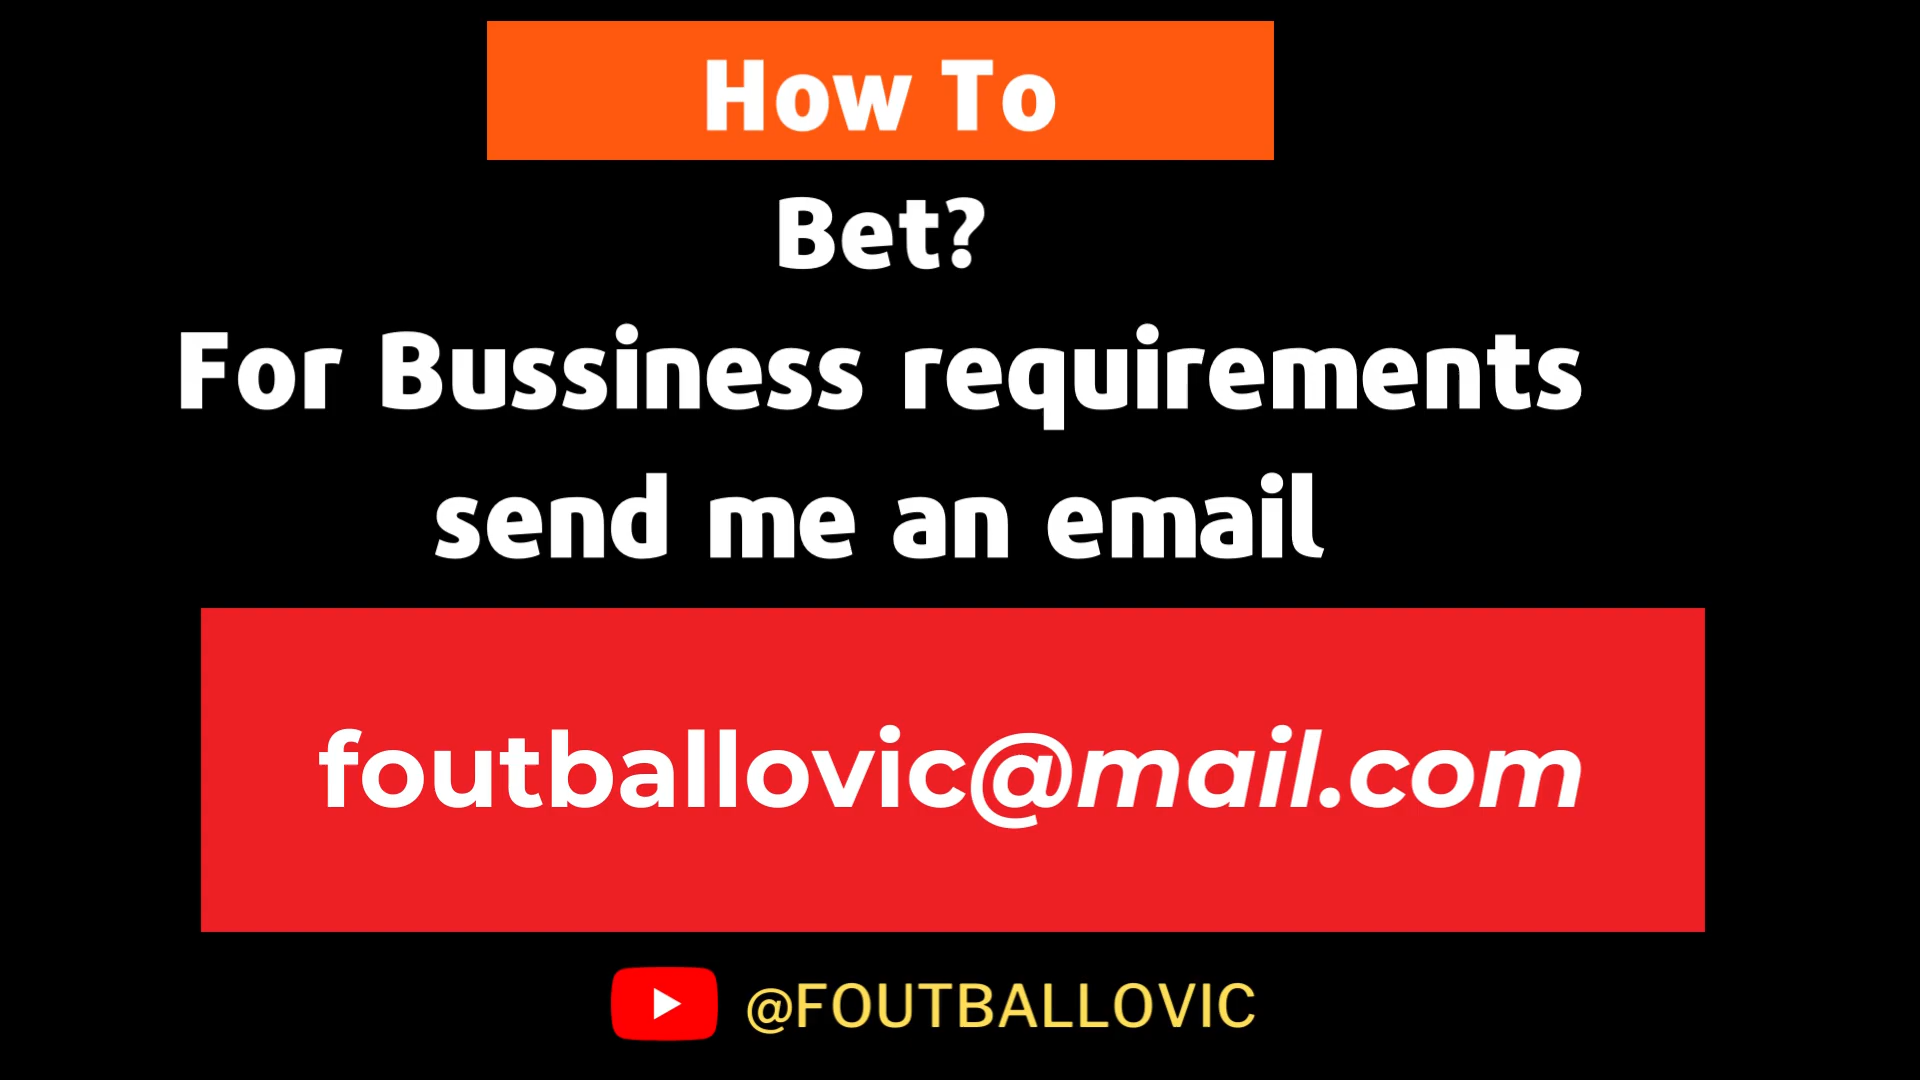 How To
Bet?
For Bussiness requirements
send me an email
foutballovic@mail.com
@FOUTBALLOVIC